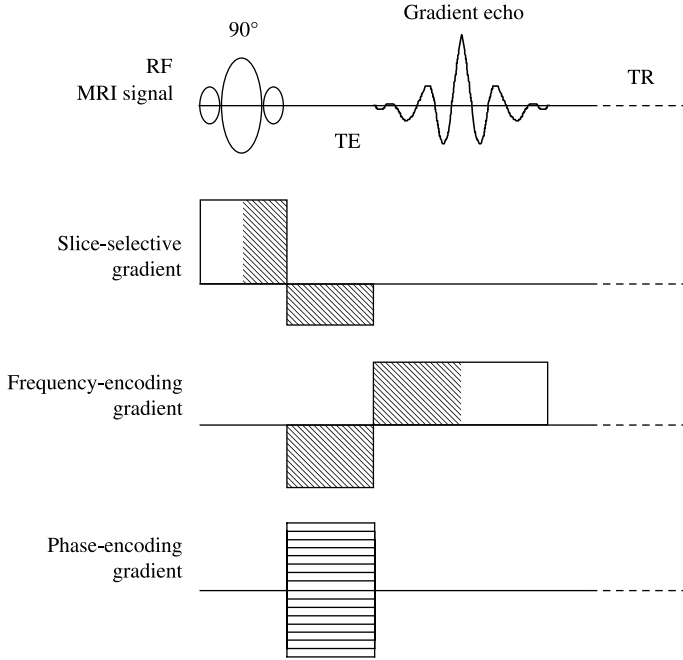 Gradient echo
90°
RF
MRI signal
TR
TE
Slice-selective
gradient
Frequency-encoding
gradient
Phase-encoding
gradient